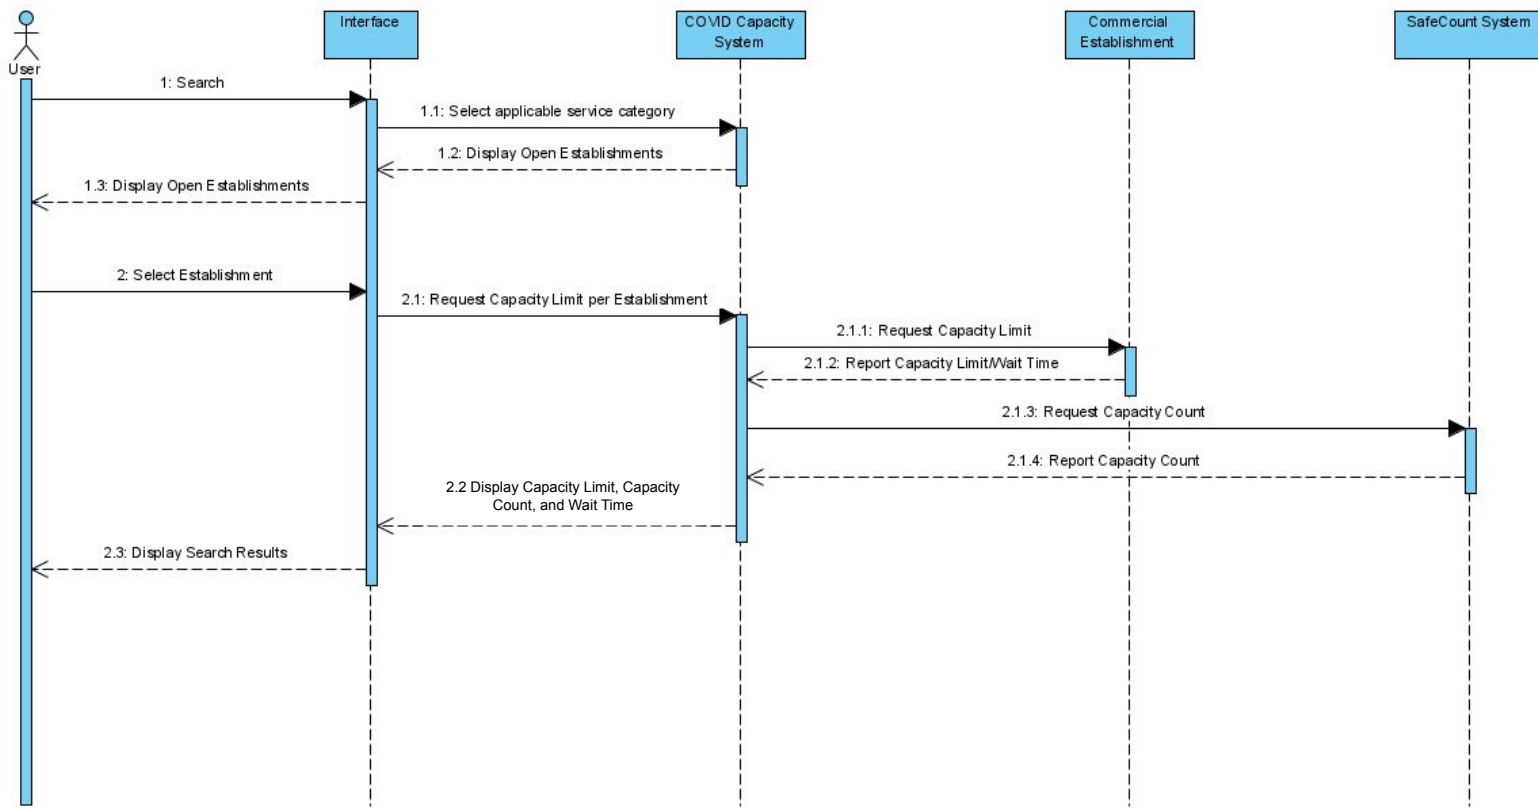 User
Interface
COVID Capacity
System
Commercial
Establishment
SafeCount System
1: Search
1.1: Select applicable service category
1.2: Display Open Establishments
1.3: Display Open Establishments
2: Select Establishment
2.1: Request Capacity Limit per Establishment
2.1.1: Request Capacity Limit
2.1.2: Report Capacity Limit/Wait Time
2.1.3: Request Capacity Count
2.1.4: Report Capacity Count
2.2 Display Capacity Limit, Capacity
Count, and Wait Time
2.3: Display Search Results